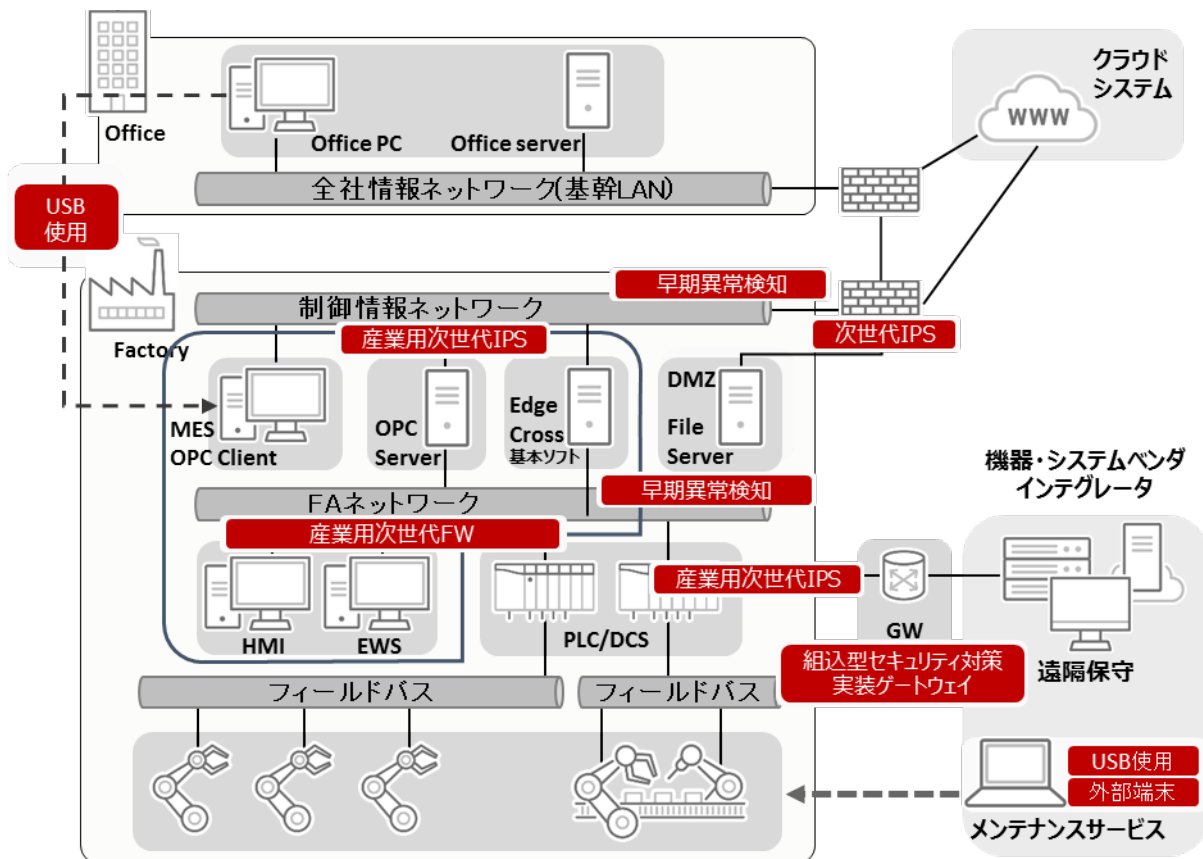 クラウド
システム
WWW
Office
Office PC
Office server
全社情報ネットワーク(基幹LAN)
USB
使用
Factory
早期異常検知
制御情報ネットワーク
次世代IPS
産業用次世代IPS
MES
OPC Client
OPC
Server
Edge
Cross
基本ソフト
DMZ
File
Server
早期異常検知
FAネットワーク
産業用次世代FW
機器・システムベンダ
インテグレータ
HMI
EWS
PLC/DCS
産業用次世代IPS
GW
組込型セキュリティ対策
実装ゲートウェイ
遠隔保守
フィールドバス
フィールドバス
USB使用
外部端末
メンテナンスサービス